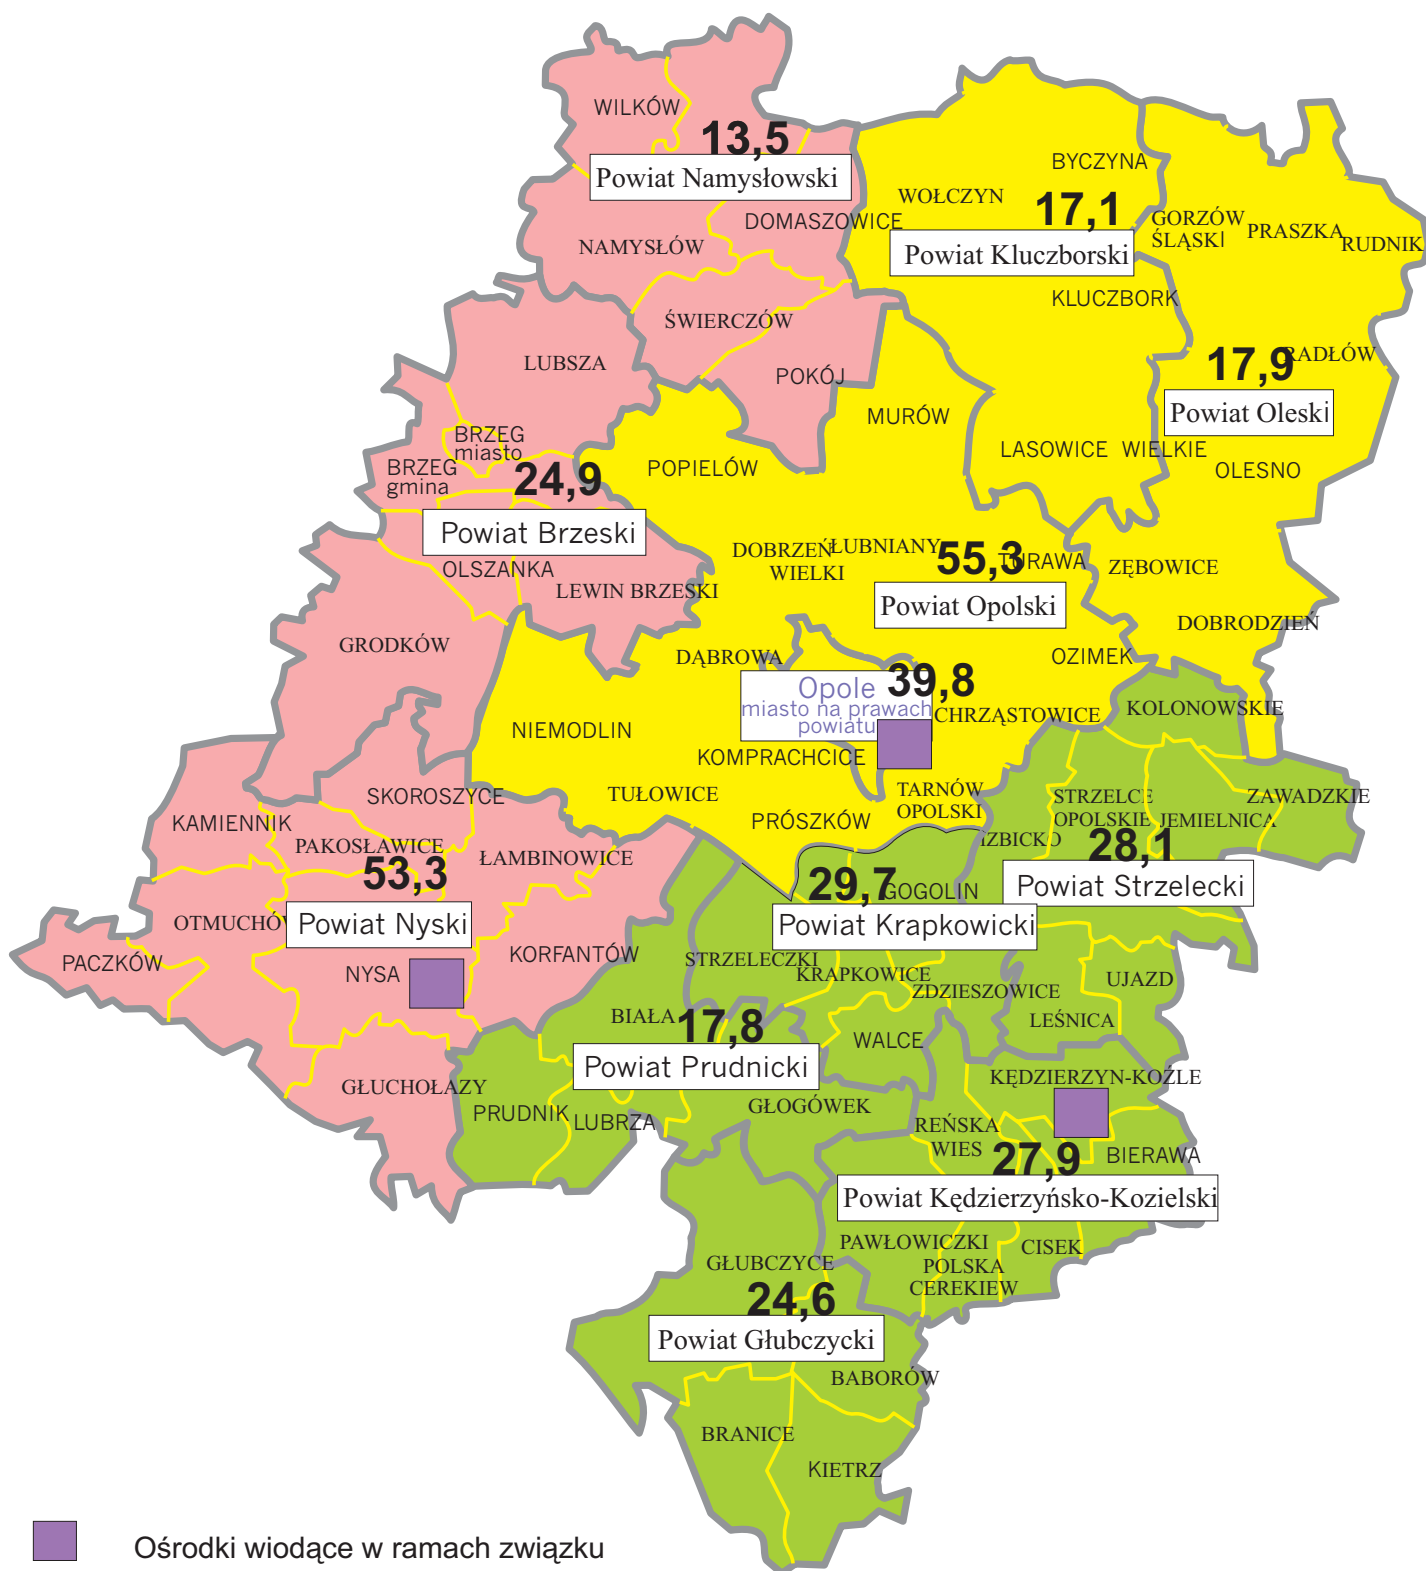 WILKÓW
13,5
Powiat Namysłowski
DOMASZOWICE
NAMYSŁÓW
ŚWIERCZÓW
POKÓJ
BYCZYNA
WOŁCZYN
17,1
Powiat Kluczborski
KLUCZBORK
LASOWICE WIELKIE
GORZÓW
ŚLĄSKI
PRASZKA
RUDNIK
RADŁÓW
17,9
Powiat Oleski
OLESNO
ZĘBOWICE
DOBRODZIEŃ
LUBSZA
BRZEG
miasto
BRZEG
gmina
24,9
Powiat Brzeski
OLSZANKA
LEWIN BRZESKI
GRODKÓW
MURÓW
POPIELÓW
DOBRZEŃ
WIELKI
ŁUBNIANY
55,3
TURAWA
Powiat Opolski
DĄBROWA
OZIMEK
Opole
miasto na prawach
powiatu
39,8
CHRZĄSTOWICE
NIEMODLIN
KOMPRACHCICE
TUŁOWICE
PRÓSZKÓW
TARNÓW
OPOLSKI
KOLONOWSKIE
STRZELCE
OPOLSKIE
JEMIELNICA
ZAWADZKIE
IZBICKO
28,1
Powiat Strzelecki
UJAZD
LEŚNICA
SKOROSZYCE
KAMIENNIK
PAKOSŁAWICE
ŁAMBINOWICE
53,3
OTMUCHÓW
Powiat Nyski
PACZKÓW
NYSA
KORFANTÓW
GŁUCHOŁAZY
29,7
GOGOLIN
Powiat Krapkowicki
STRZELECZKI
KRAPKOWICE
ZDZIESZOWICE
WALCE
BIAŁA
17,8
Powiat Prudnicki
PRUDNIK
LUBRZA
GŁOGÓWEK
KĘDZIERZYN-KOŹLE
REŃSKA
WIES
27,9
BIERAWA
Powiat Kędzierzyńsko-Kozielski
PAWŁOWICZKI
CISEK
POLSKA
CEREKIEW
GŁUBCZYCE
24,6
Powiat Głubczycki
BABORÓW
BRANICE
KIETRZ
Ośrodki wiodące w ramach związku